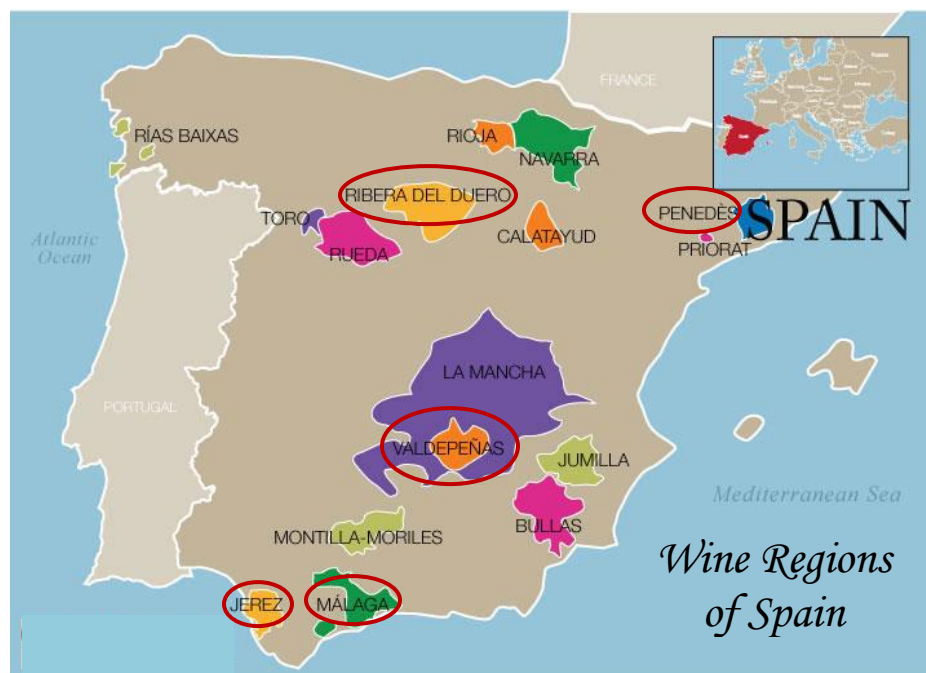 FRANCE
RÍAS BAIXAS
RIOJA
NAVARRA
RIBERA DEL DUERO
PENEDÈS
SPAIN
TORO
CALATAYUD
PRIORAT
RUEDA
Atlantic
Ocean
LA MANCHA
PORTUGAL
VALDEPEÑAS
JUMILLA
Mediterranean Sea
BULLAS
MONTILLA-MORILES
Wine Regions
of Spain
JEREZ
MÁLAGA